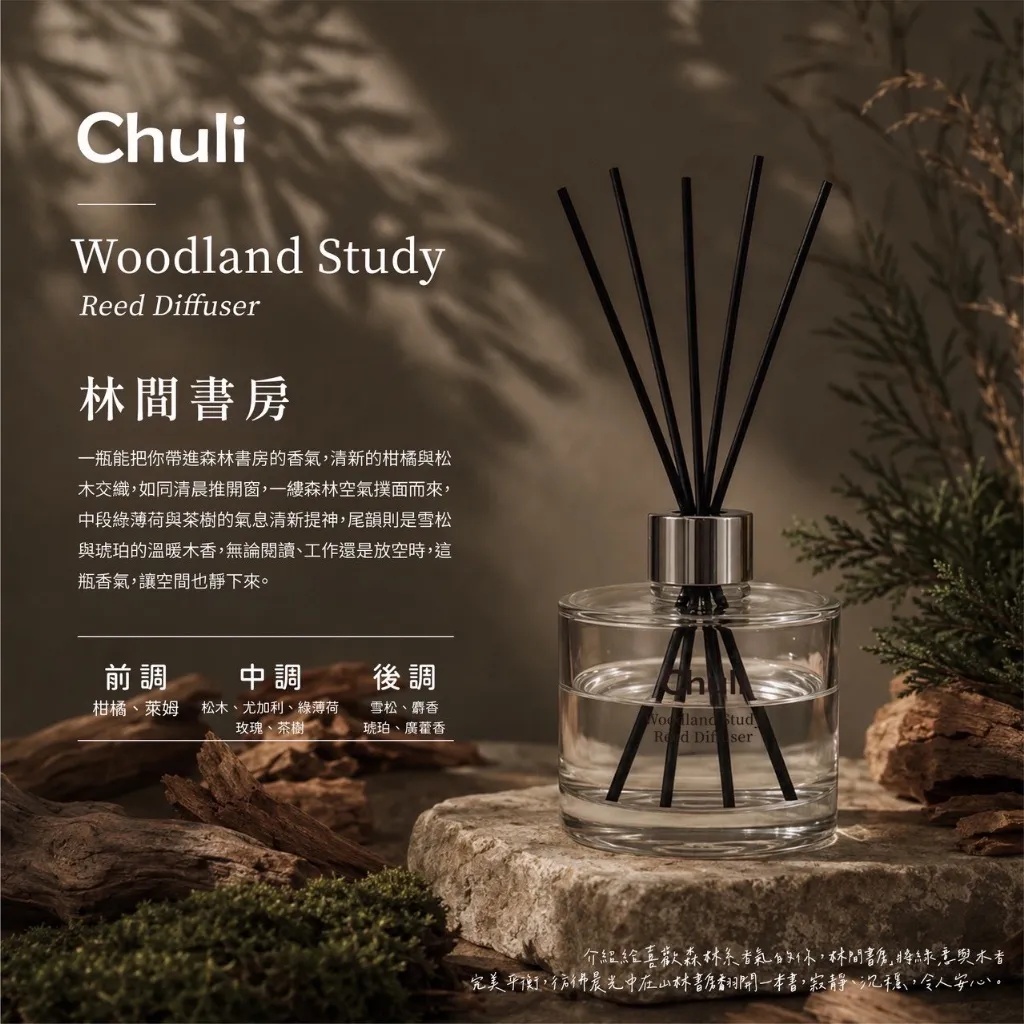 Chuli
Woodland Study
Reed Diffuser
林間書房
一瓶能把你帶進森林書房的香氣，清新的柑橘與松
木交織，如同清晨推開窗，一縷森林空氣撲面而來，
中段綠薄荷與茶樹的氣息清新提神，尾韻則是雪松
與琥珀的溫暖木香，無論閱讀、工作還是放空時，這
瓶香氣，讓空間也靜下來。
前調 中調 後調
柑橘、萊姆 松木、尤加利、綠薄荷 雪松、麝香
玫瑰、茶樹 琥珀、廣藿香
Chuli
Woodland Study
Reed Diffuser
介紹給喜歡森林系香氣的你，林間書房將綠意與木香
完美平衡，彷彿晨光中在山林書房翻開一本書，寂靜、沉穩，令人安心。